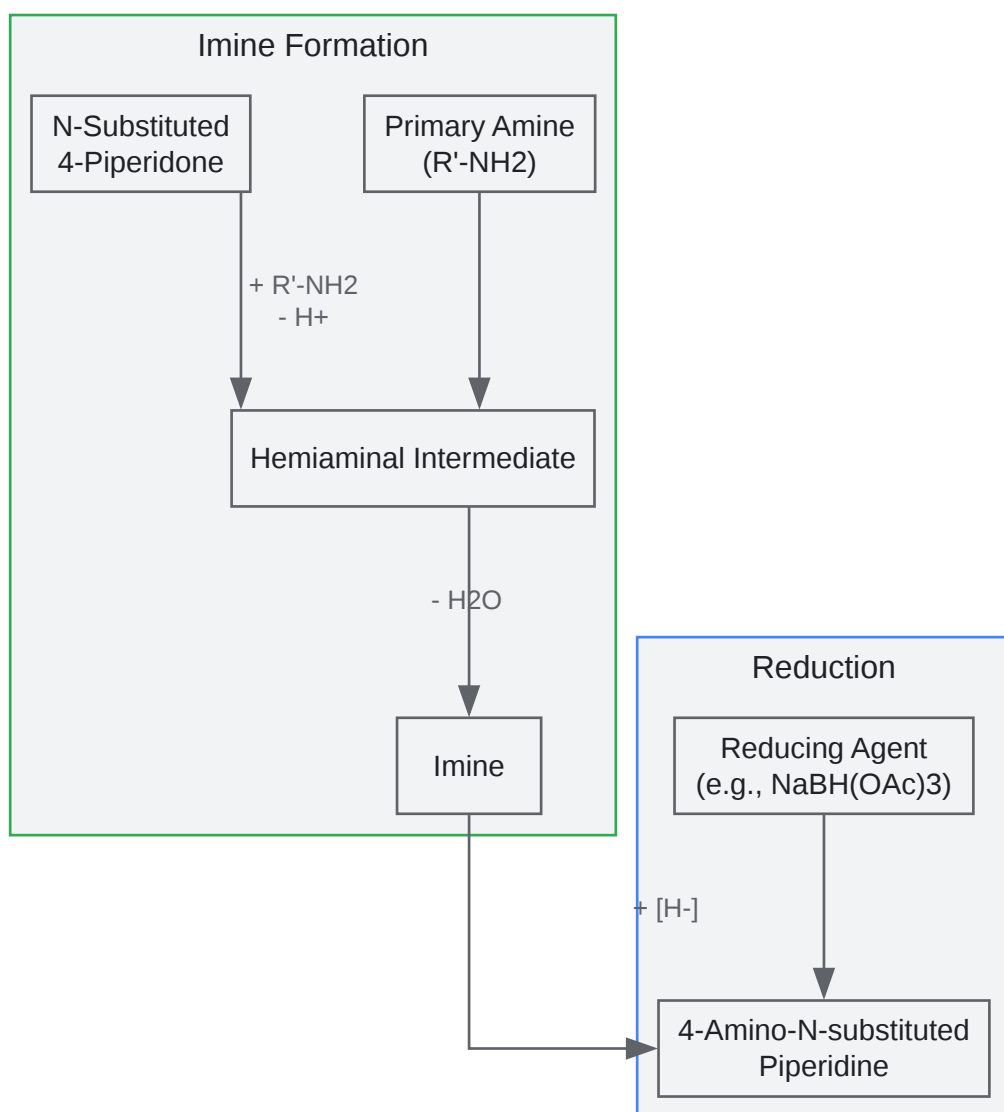 Imine Formation
N-Substituted
4-Piperidone
Primary Amine
(R'-NH2)
+ R'-NH2
- H+
Hemiaminal Intermediate
- H2O
Imine
Reduction
Reducing Agent
(e.g., NaBH(OAc)3)
+ [H-]
4-Amino-N-substituted
Piperidine